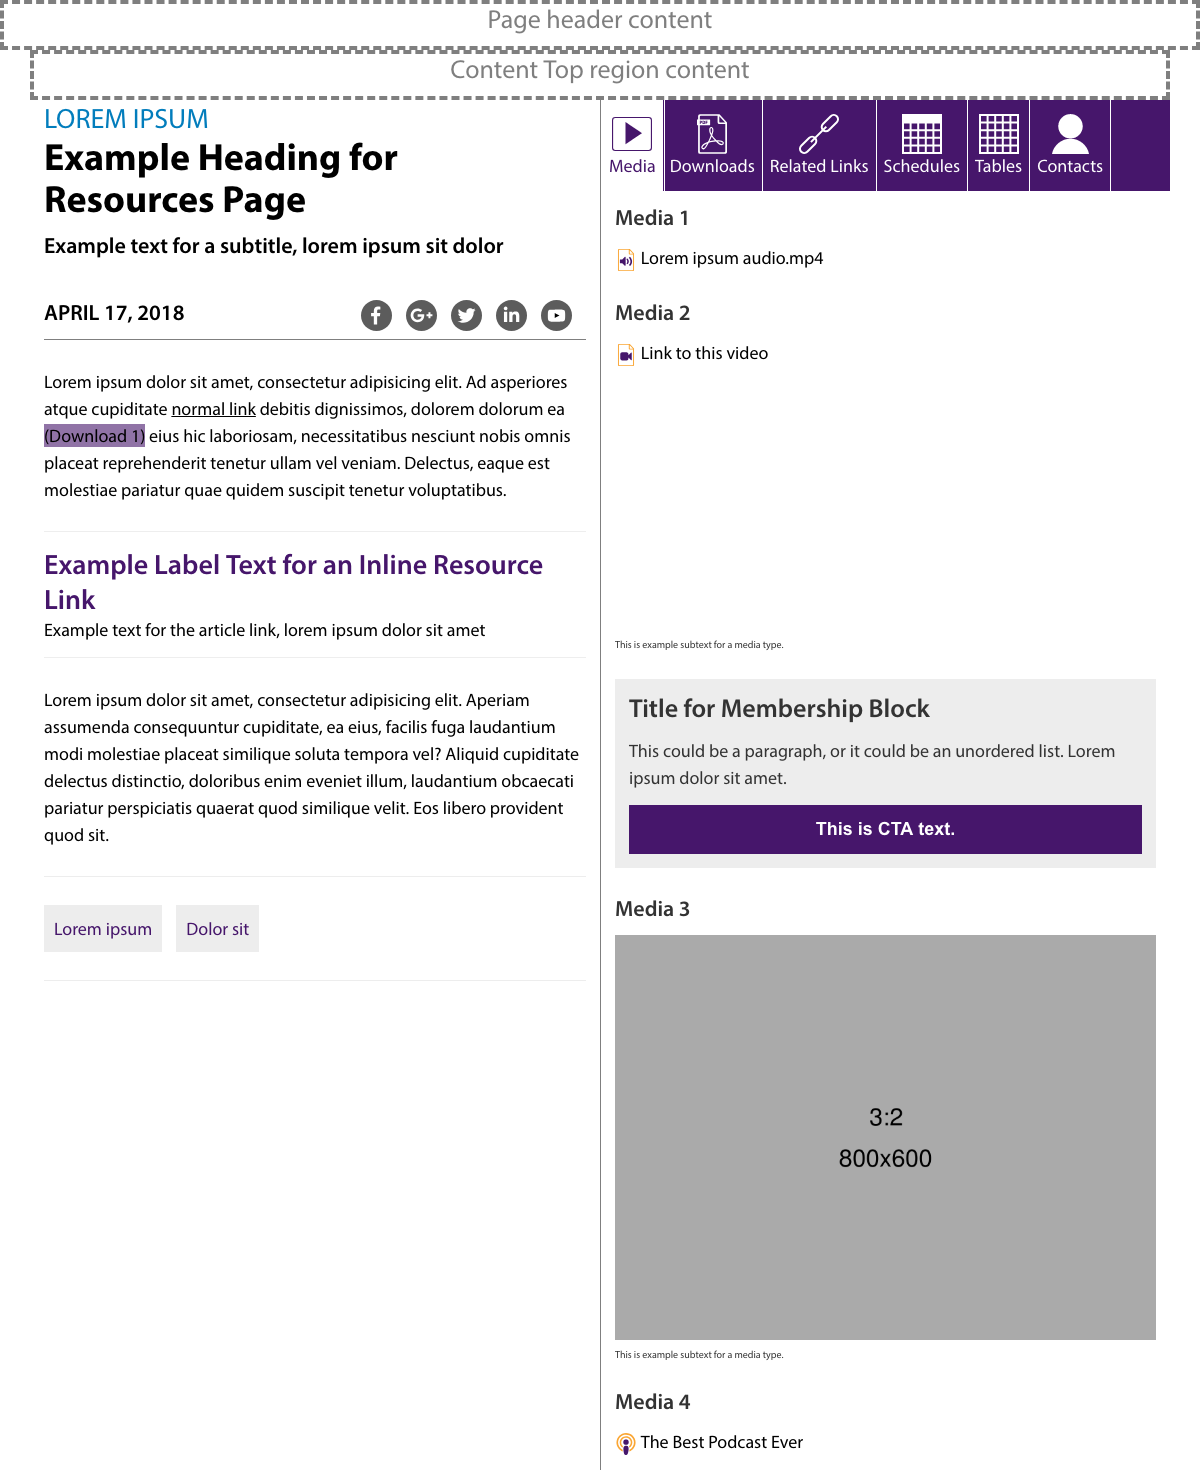 Page header content
Content Top region content
LOREM IPSUM
Example Heading for
Resources Page
Example text for a subtitle, lorem ipsum sit dolor
APRIL 17, 2018
Lorem ipsum dolor sit amet, consectetur adipisicing elit. Ad asperiores
atque cupiditate normal link debitis dignissimos, dolorem dolorum ea
(Download 1) eius hic laboriosam, necessitatibus nesciunt nobis omnis
placeat reprehenderit tenetur ullam vel veniam. Delectus, eaque est
molestiae pariatur quae quidem suscipit tenetur voluptatibus.
Example Label Text for an Inline Resource
Link
Example text for the article link, lorem ipsum dolor sit amet
Lorem ipsum dolor sit amet, consectetur adipisicing elit. Aperiam
assumenda consequuntur cupiditate, ea eius, facilis fuga laudantium
modi molestiae placeat similique soluta tempora vel? Aliquid cupiditate
delectus distinctio, doloribus enim eveniet illum, laudantium obcaecati
pariatur perspiciatis quaerat quod similique velit. Eos libero provident
quod sit.
Lorem ipsum
Dolor sit
Media
PDF
Downloads
Related Links
Schedules
Tables
Contacts
Media 1
Lorem ipsum audio.mp4
Media 2
Link to this video
This is example subtext for a media type.
Title for Membership Block
This could be a paragraph, or it could be an unordered list. Lorem
ipsum dolor sit amet.
This is CTA text.
Media 3
3:2
800x600
This is example subtext for a media type.
Media 4
The Best Podcast Ever